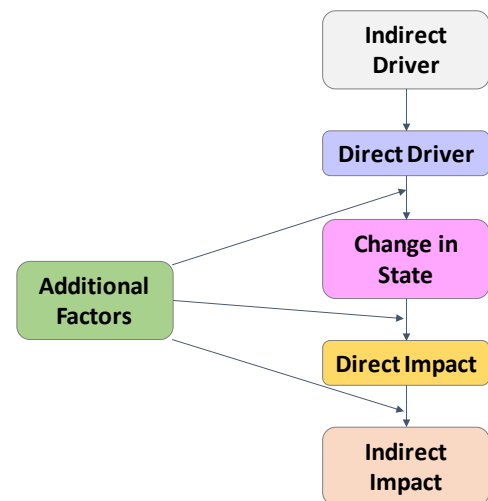 Indirect
Driver
Direct Driver
Change in
State
Additional
Factors
Direct Impact
Indirect
Impact